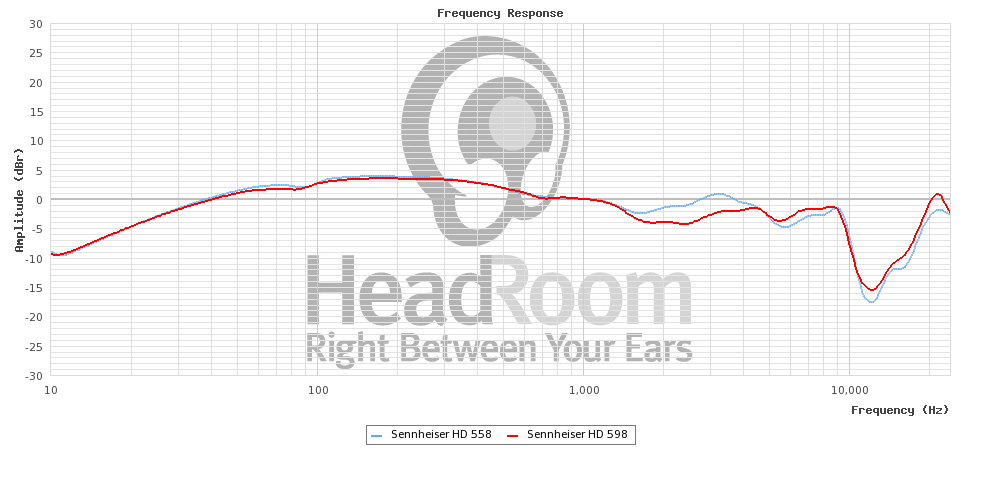 Frequency Response
30
25
20
15
10
5
0
-5
-10
-15
-20
-25
-30
Amplitude (dBr)
HeadRoom
Right Between Your Ears
10 100 1,000 10,000
Frequency (Hz)
Sennheiser HD 558 Sennheiser HD 598